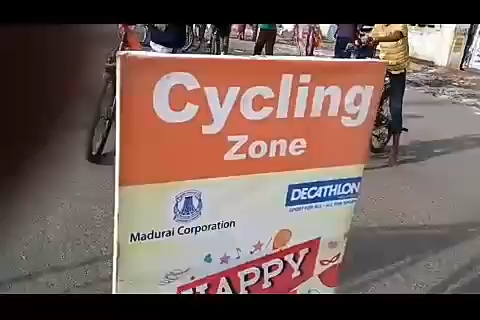 Cycling
Zone
DECATHLON
SPORT FOR ALL - ALL FOR SPORT
Madurai Corporation
HAPPY